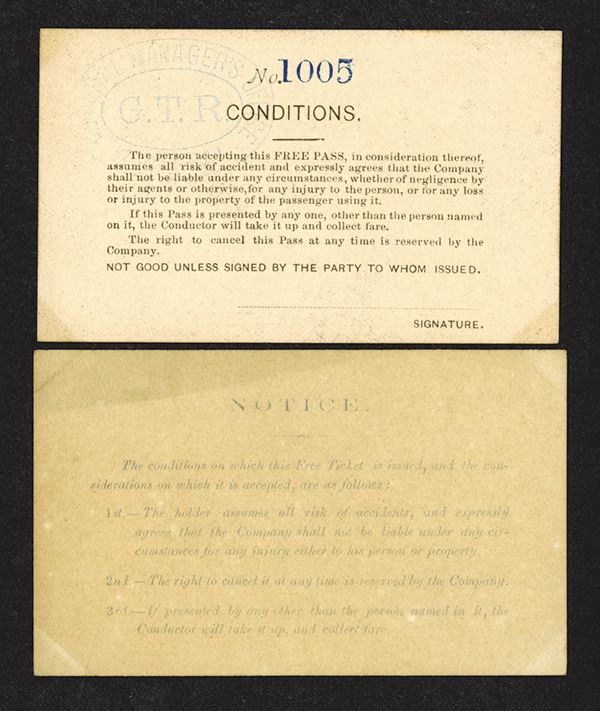 GENERAL MANAGER'S OFFICE
G.T.R.
No. 1005
CONDITIONS.
The person accepting this FREE PASS, in consideration thereof,
assumes all risk of accident and expressly agrees that the Company
shall not be liable under any circumstances, whether of negligence by
their agents or otherwise, for any injury to the person, or for any loss
or injury to the property of the passenger using it.
If this Pass is presented by any one, other than the person named
on it, the Conductor will take it up and collect fare.
The right to cancel this Pass at any time is reserved by the
Company.
NOT GOOD UNLESS SIGNED BY THE PARTY TO WHOM ISSUED.
SIGNATURE.
NOTICE.
The conditions on which this Free Ticket is issued, and the con-
siderations on which it is accepted, are as follows:
1st.—The holder assumes all risk of accidents, and expressly
agrees that the Company shall not be liable under any cir-
cumstances for any injury either to his person or property.
2nd.—The right to cancel it at any time is reserved by the Company.
3rd.—If presented by any other than the person named in it, the
Conductor will take it up, and collect fare.